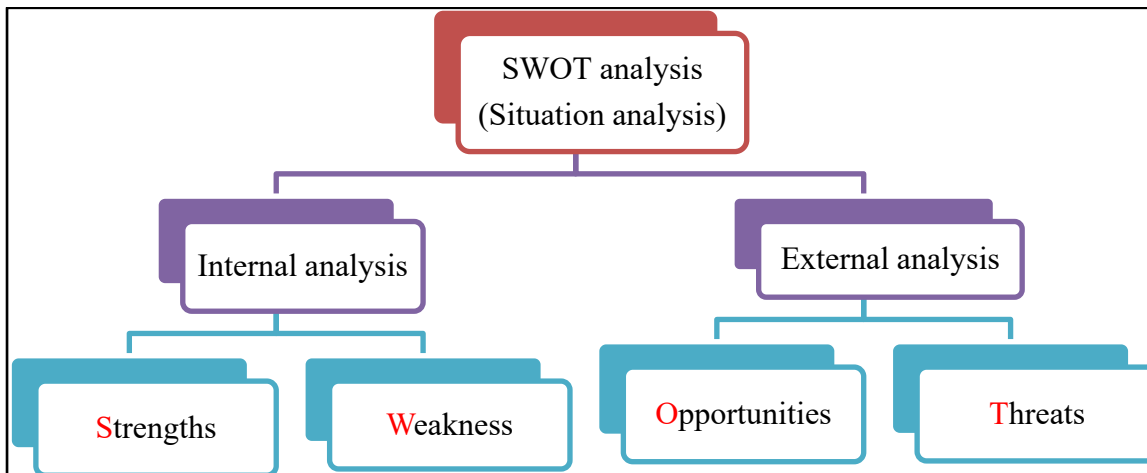 SWOT analysis
(Situation analysis)
Internal analysis
External analysis
Strengths
Weakness
Opportunities
Threats